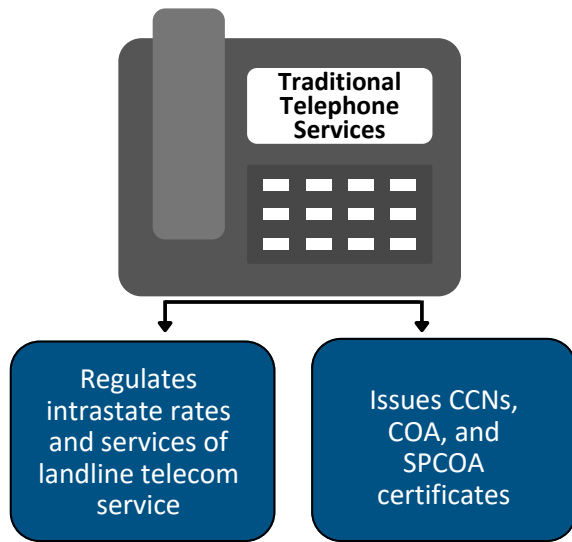 Traditional
Telephone
Services
Regulates
intrastate rates
and services of
landline telecom
service
Issues CCNs,
COA, and
SPCOA
certificates